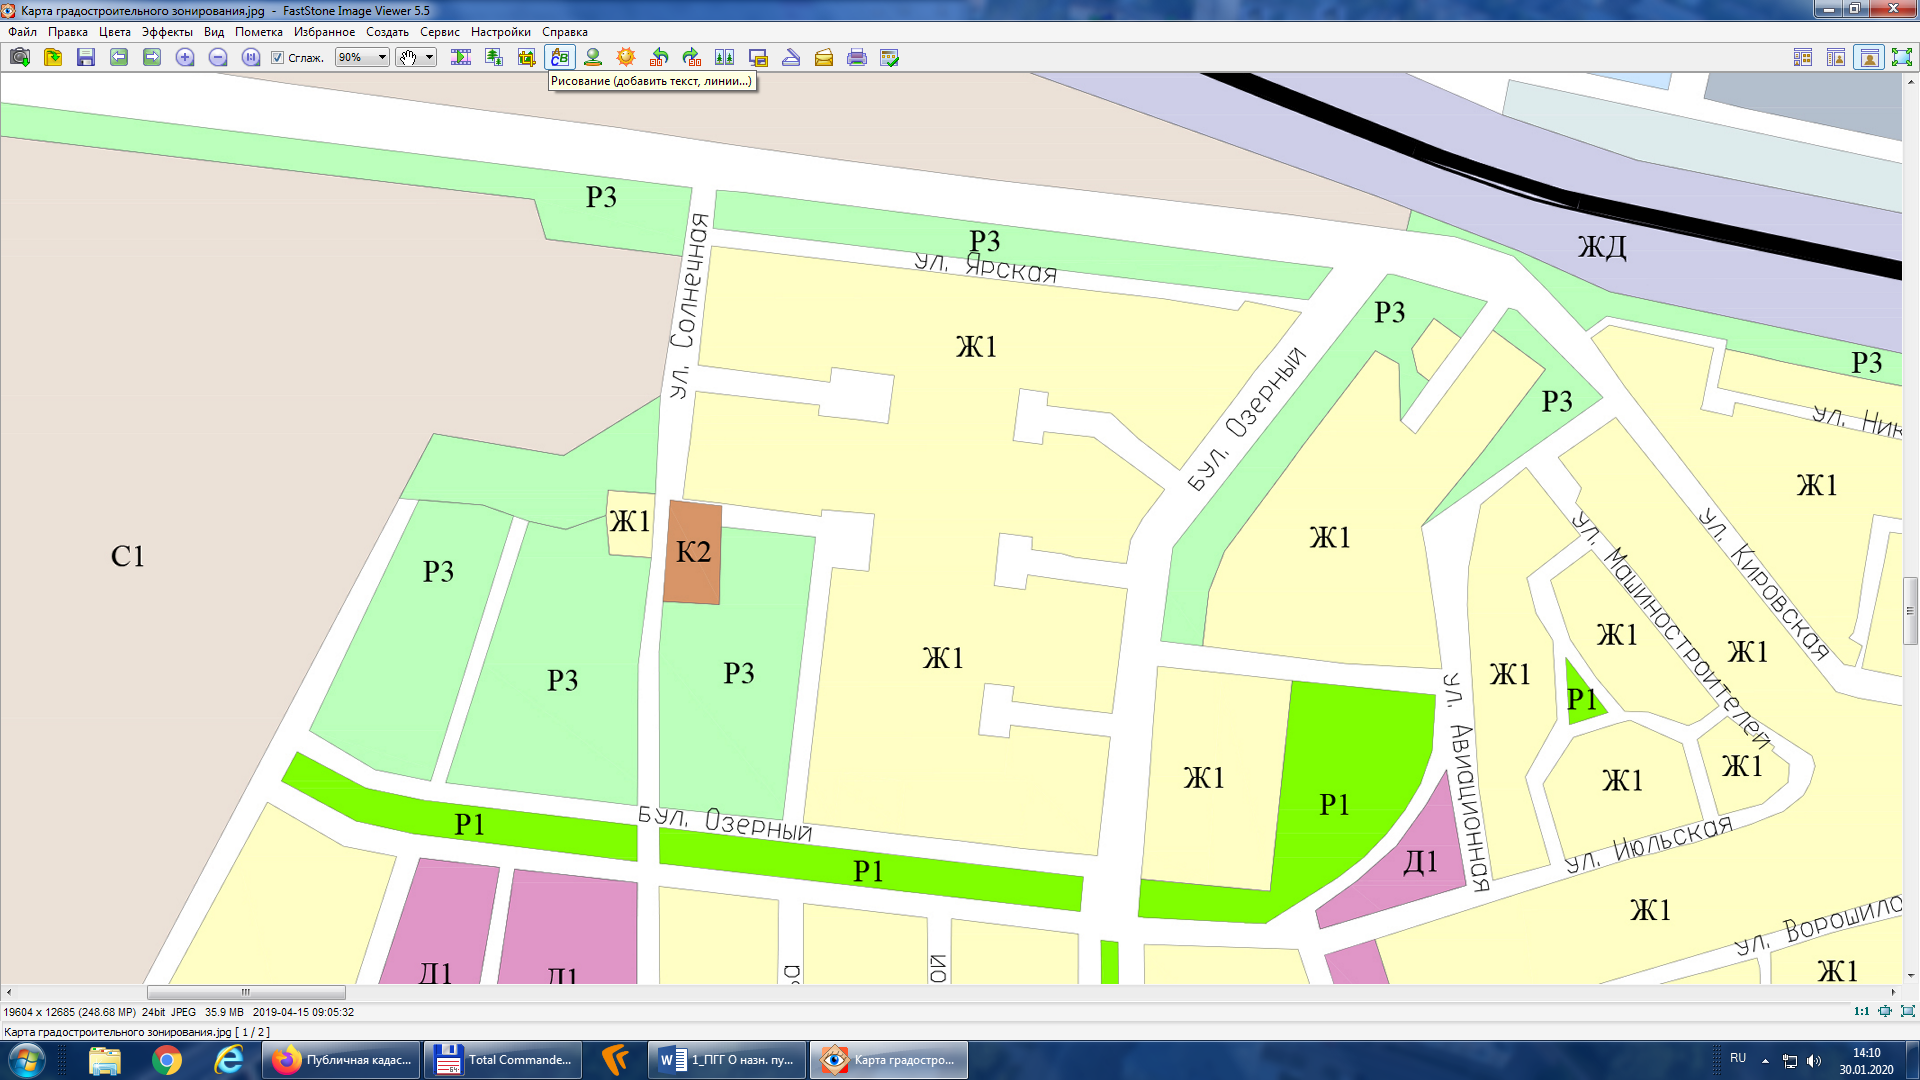 Карта градостроительного зонирования.jpg - FastStone Image Viewer 5.5
Файл Правка Цвета Эффекты Вид Пометка Избранное Создать Сервис Настройки Справка
Сглаж. 90%
Рисование (добавить текст, линии...)
Р3
Р3
ЖД
ул. Солнечная
ул. Ярская
Р3
Ж1
Р3
бул. Озерный
Р3
ул. Ник
Ж1
С1
Р3
Ж1
К2
Ж1
ул. Машиностроителей
ул. Кировская
Р3
Р3
Ж1
Ж1
Ж1
Ж1
Р1
ул. Авиационная
Ж1
Р1
Ж1
Ж1
Р1
бул. Озерный
Р1
Д1
ул. Июльская
Ж1
ул. Ворошило
Д1
Д1
а
ой
Ж1
19604 x 12685 (248.68 MP) 24bit JPEG 35.9 MB 2019-04-15 09:05:32
1:1
Карта градостроительного зонирования.jpg [ 1 / 2 ]
Публичная кадас...
Total Commande...
1_ПГГ О назн. пу...
Карта градостро...
RU
14:10
30.01.2020